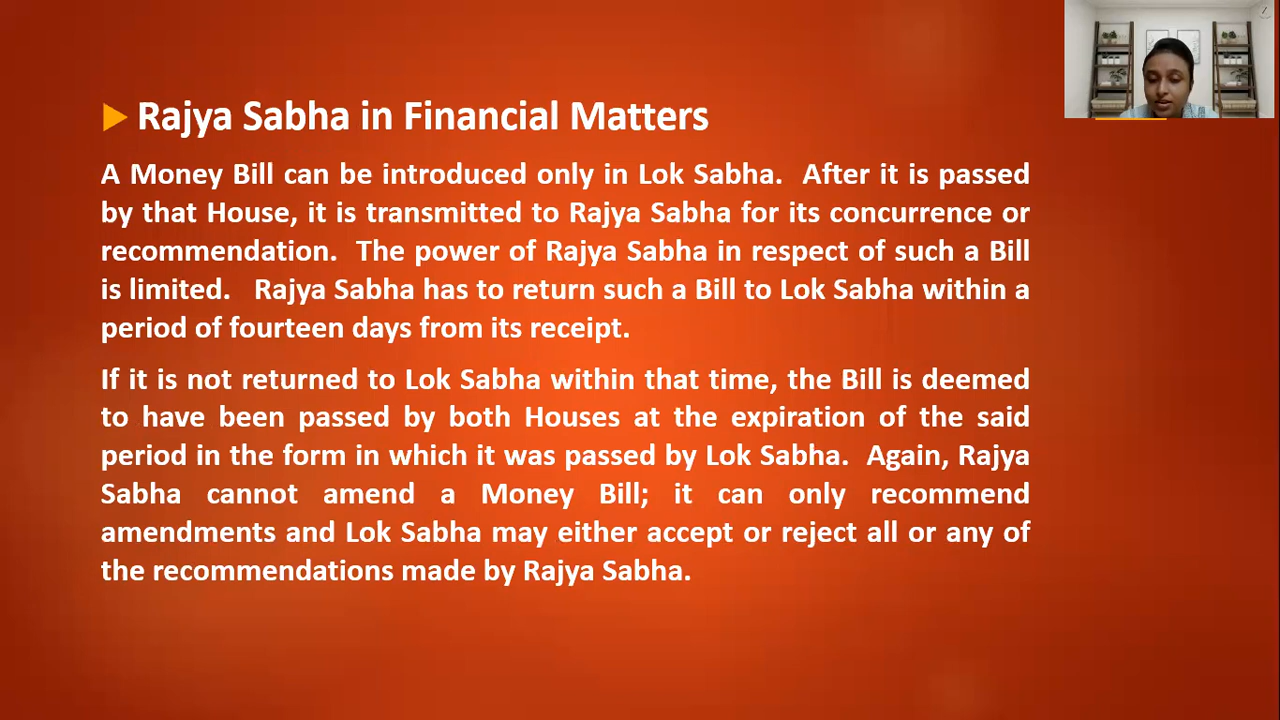 Rajya Sabha in Financial Matters
A Money Bill can be introduced only in Lok Sabha. After it is passed
by that House, it is transmitted to Rajya Sabha for its concurrence or
recommendation. The power of Rajya Sabha in respect of such a Bill
is limited. Rajya Sabha has to return such a Bill to Lok Sabha within a
period of fourteen days from its receipt.
If it is not returned to Lok Sabha within that time, the Bill is deemed
to have been passed by both Houses at the expiration of the said
period in the form in which it was passed by Lok Sabha. Again, Rajya
Sabha cannot amend a Money Bill; it can only recommend
amendments and Lok Sabha may either accept or reject all or any of
the recommendations made by Rajya Sabha.